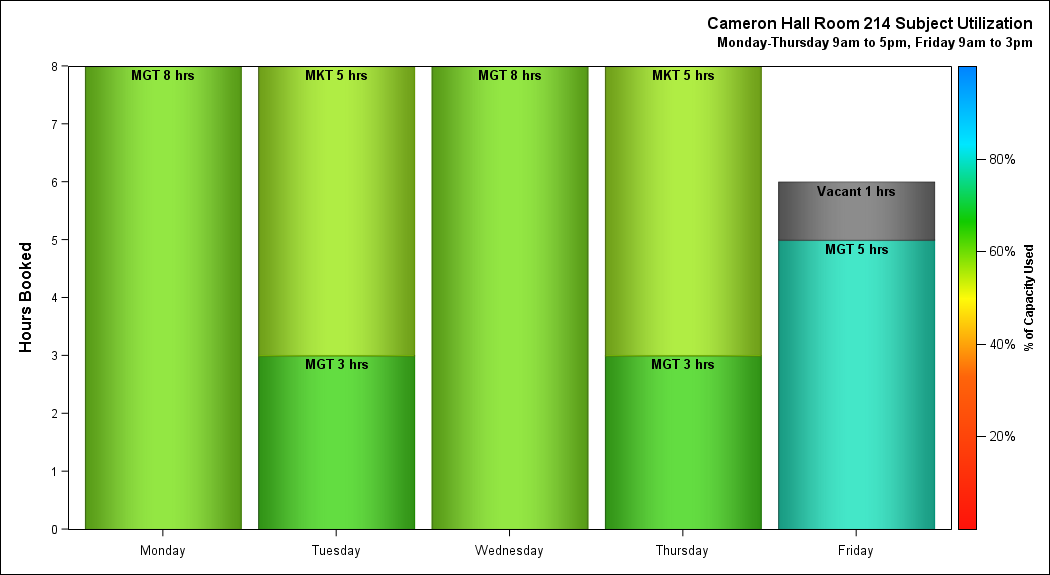 Cameron Hall Room 214 Subject Utilization
Monday-Thursday 9am to 5pm, Friday 9am to 3pm
Hours Booked
8
7
6
5
4
3
2
1
0
MGT 8 hrs
MKT 5 hrs
MGT 3 hrs
MGT 8 hrs
MKT 5 hrs
MGT 3 hrs
Vacant 1 hrs
MGT 5 hrs
Monday
Tuesday
Wednesday
Thursday
Friday
80%
60%
40%
20%
% of Capacity Used